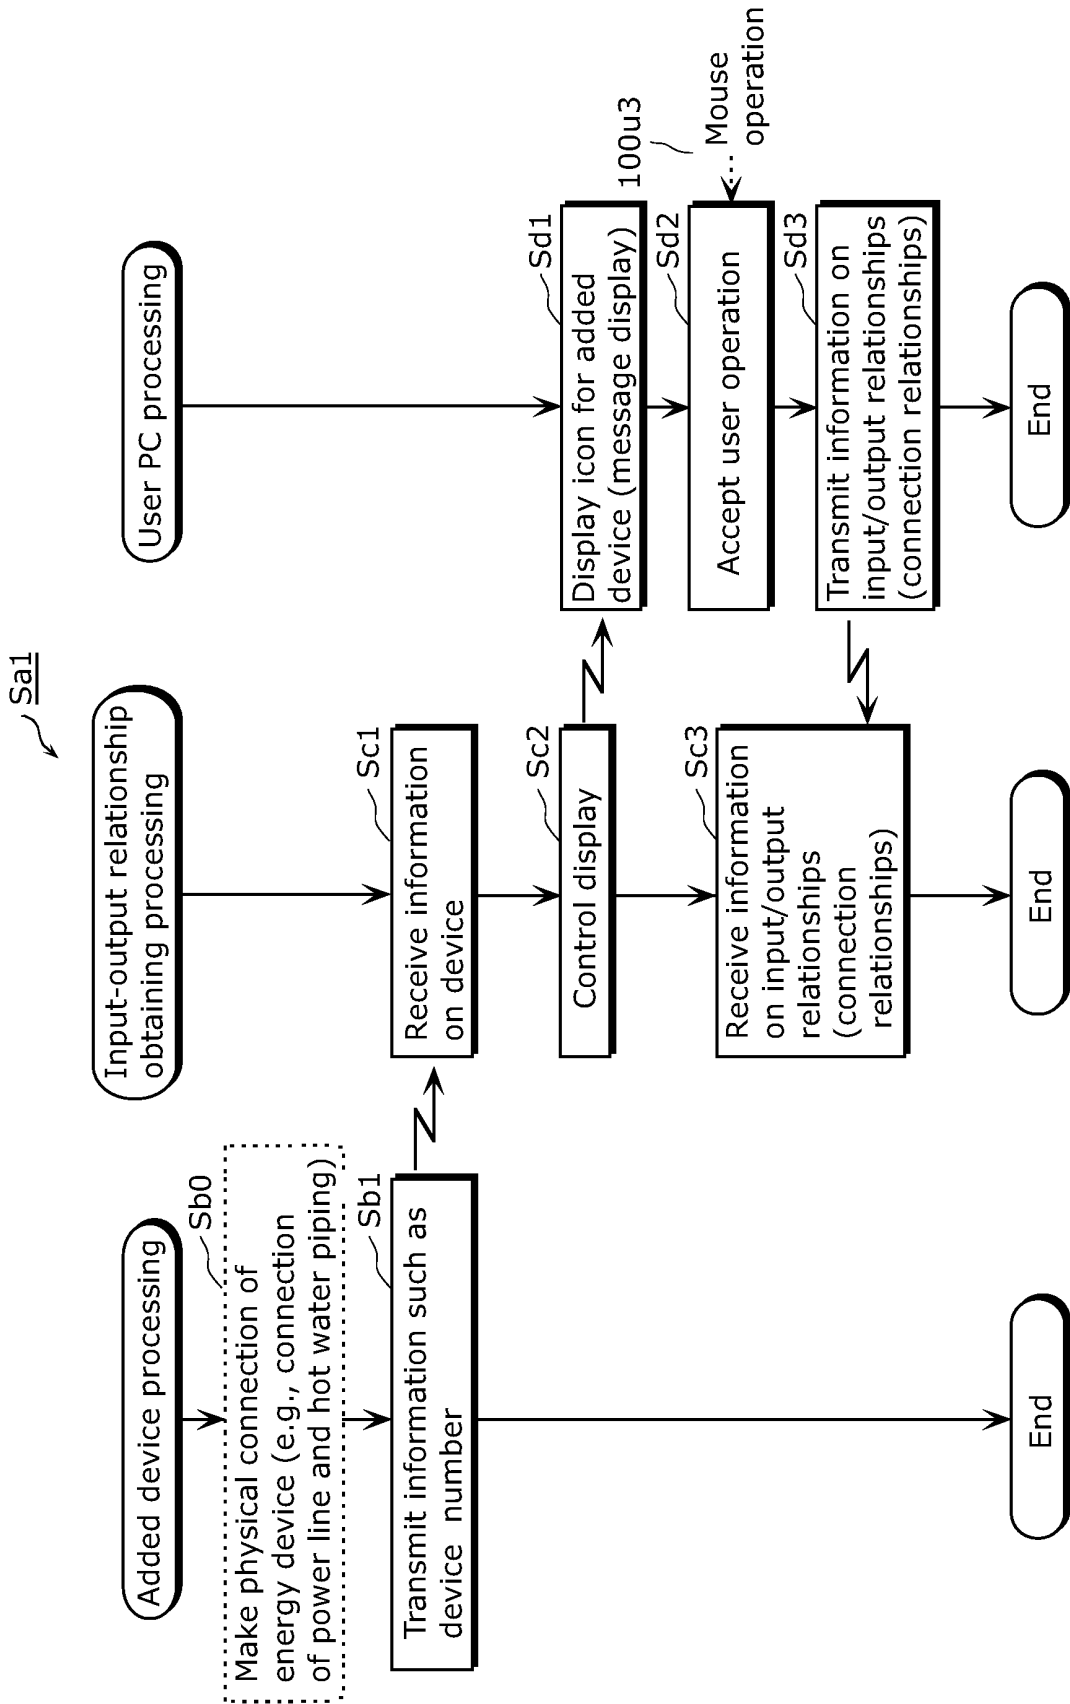 Sa1
Added device processing
Sb0
Make physical connection of
energy device (e.g., connection
of power line and hot water piping)
Sb1
Transmit information such as
device number
End
Input-output relationship
obtaining processing
Sc1
Receive information
on device
Sc2
Control display
Sc3
Receive information
on input/output
relationships
(connection
relationships)
End
User PC processing
Sd1
Display icon for added
device (message display)
100u3
Sd2
Accept user operation
Mouse
operation
Sd3
Transmit information on
input/output relationships
(connection relationships)
End